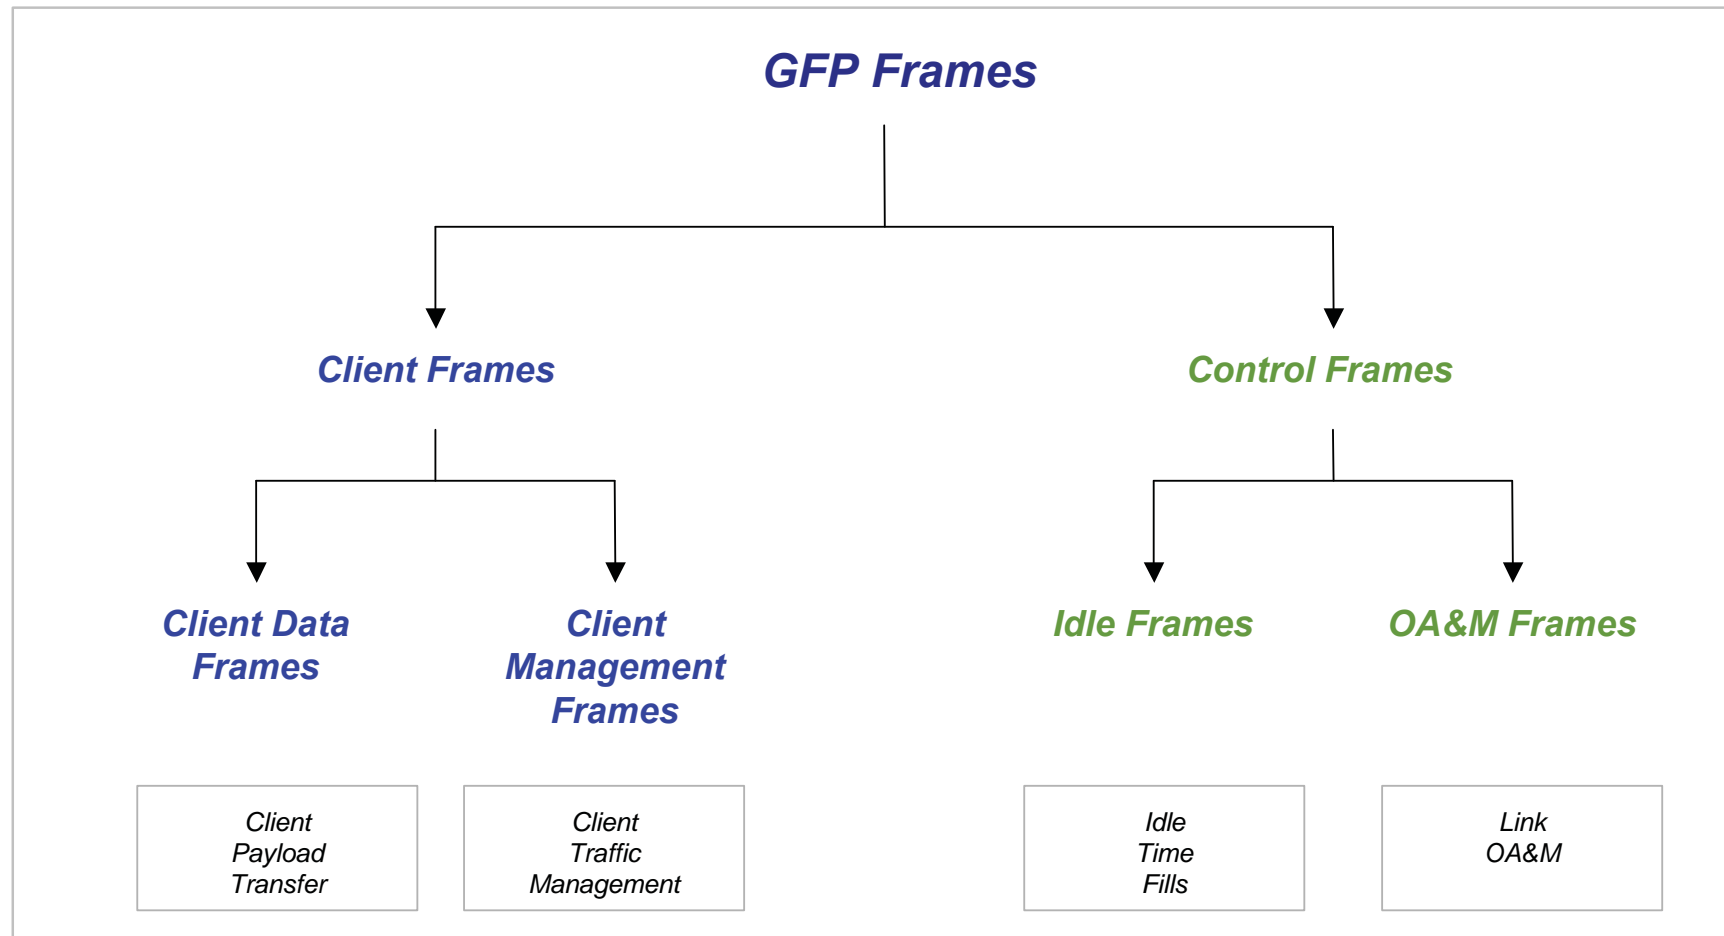 GFP Frames
Client Frames
Control Frames
Client Data
Frames
Client
Management
Frames
Idle Frames
OA&M Frames
Client
Payload
Transfer
Client
Traffic
Management
Idle
Time
Fills
Link
OA&M